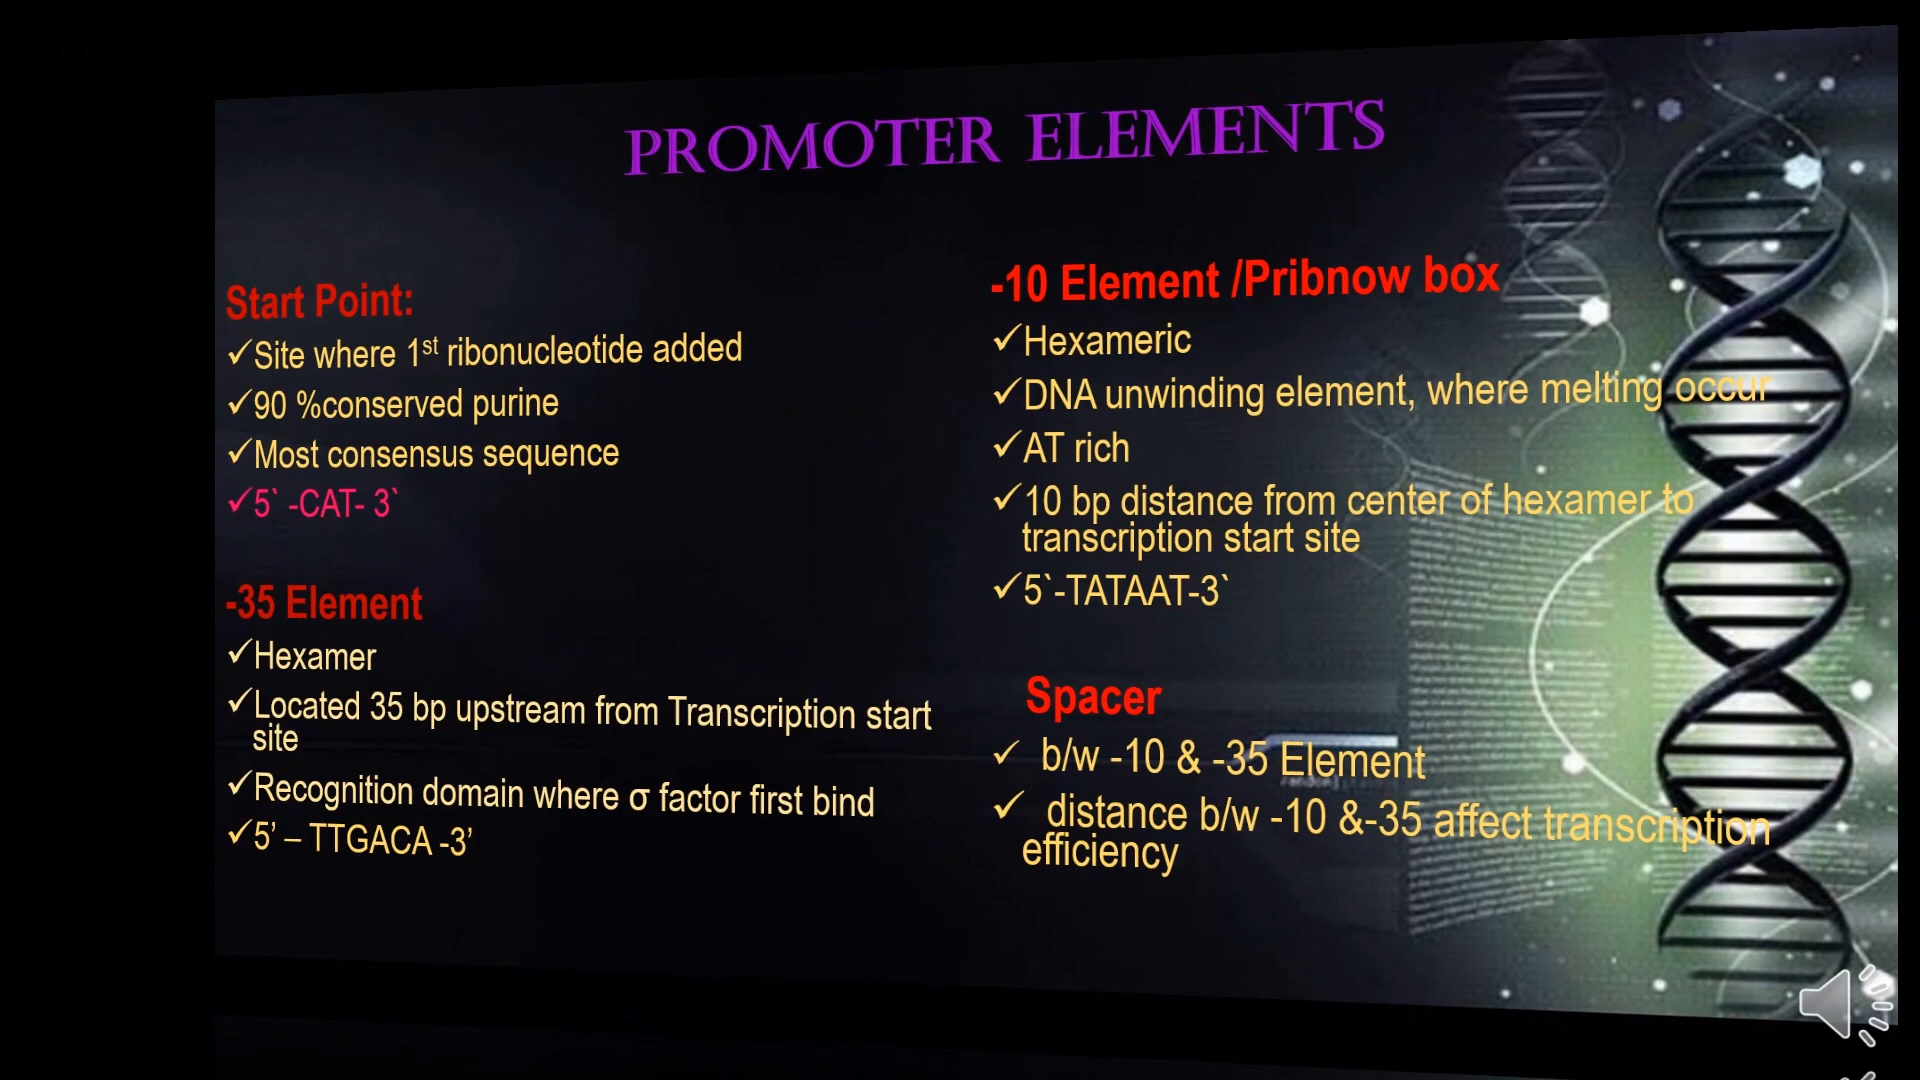 PROMOTER ELEMENTS
Start Point:
✓Site where 1st ribonucleotide added
✓90 %conserved purine
✓Most consensus sequence
✓5` -CAT- 3`
-35 Element
✓Hexamer
✓Located 35 bp upstream from Transcription start
site
✓Recognition domain where σ factor first bind
✓5’ – TTGACA -3’
-10 Element /Pribnow box
✓Hexameric
✓DNA unwinding element, where melting occur
✓AT rich
✓10 bp distance from center of hexamer to
transcription start site
✓5`-TATAAT-3`
Spacer
✓ b/w -10 & -35 Element
✓ distance b/w -10 &-35 affect transcription
efficiency